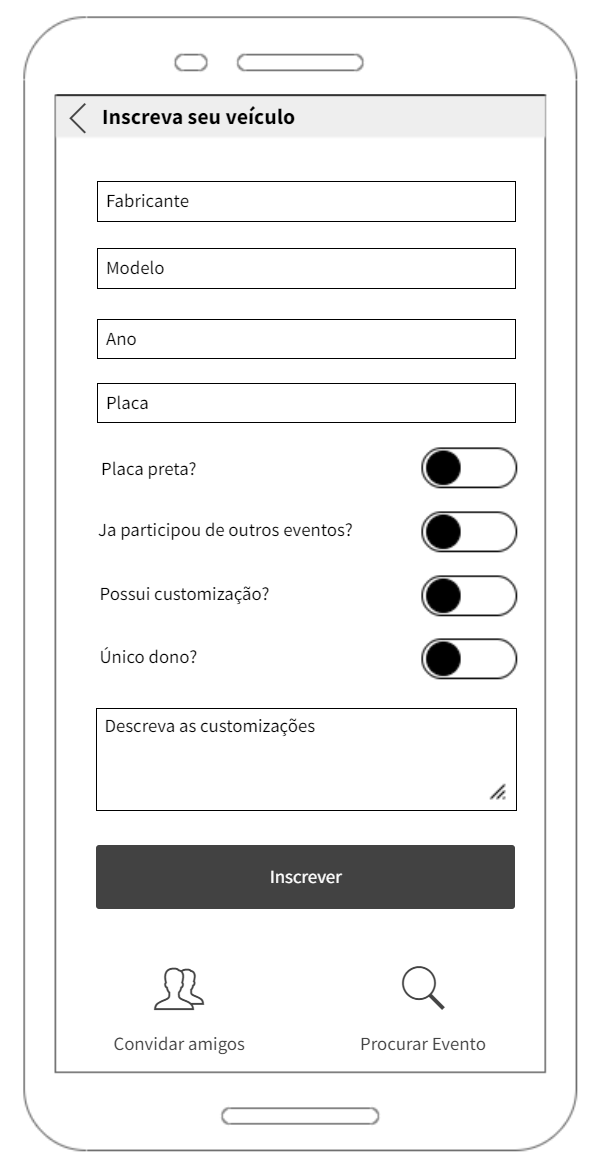 Inscreva seu veículo
Fabricante
Modelo
Ano
Placa
Placa preta?
Ja participou de outros eventos?
Possui customização?
Único dono?
Descreva as customizações
Inscrever
Convidar amigos
Procurar Evento